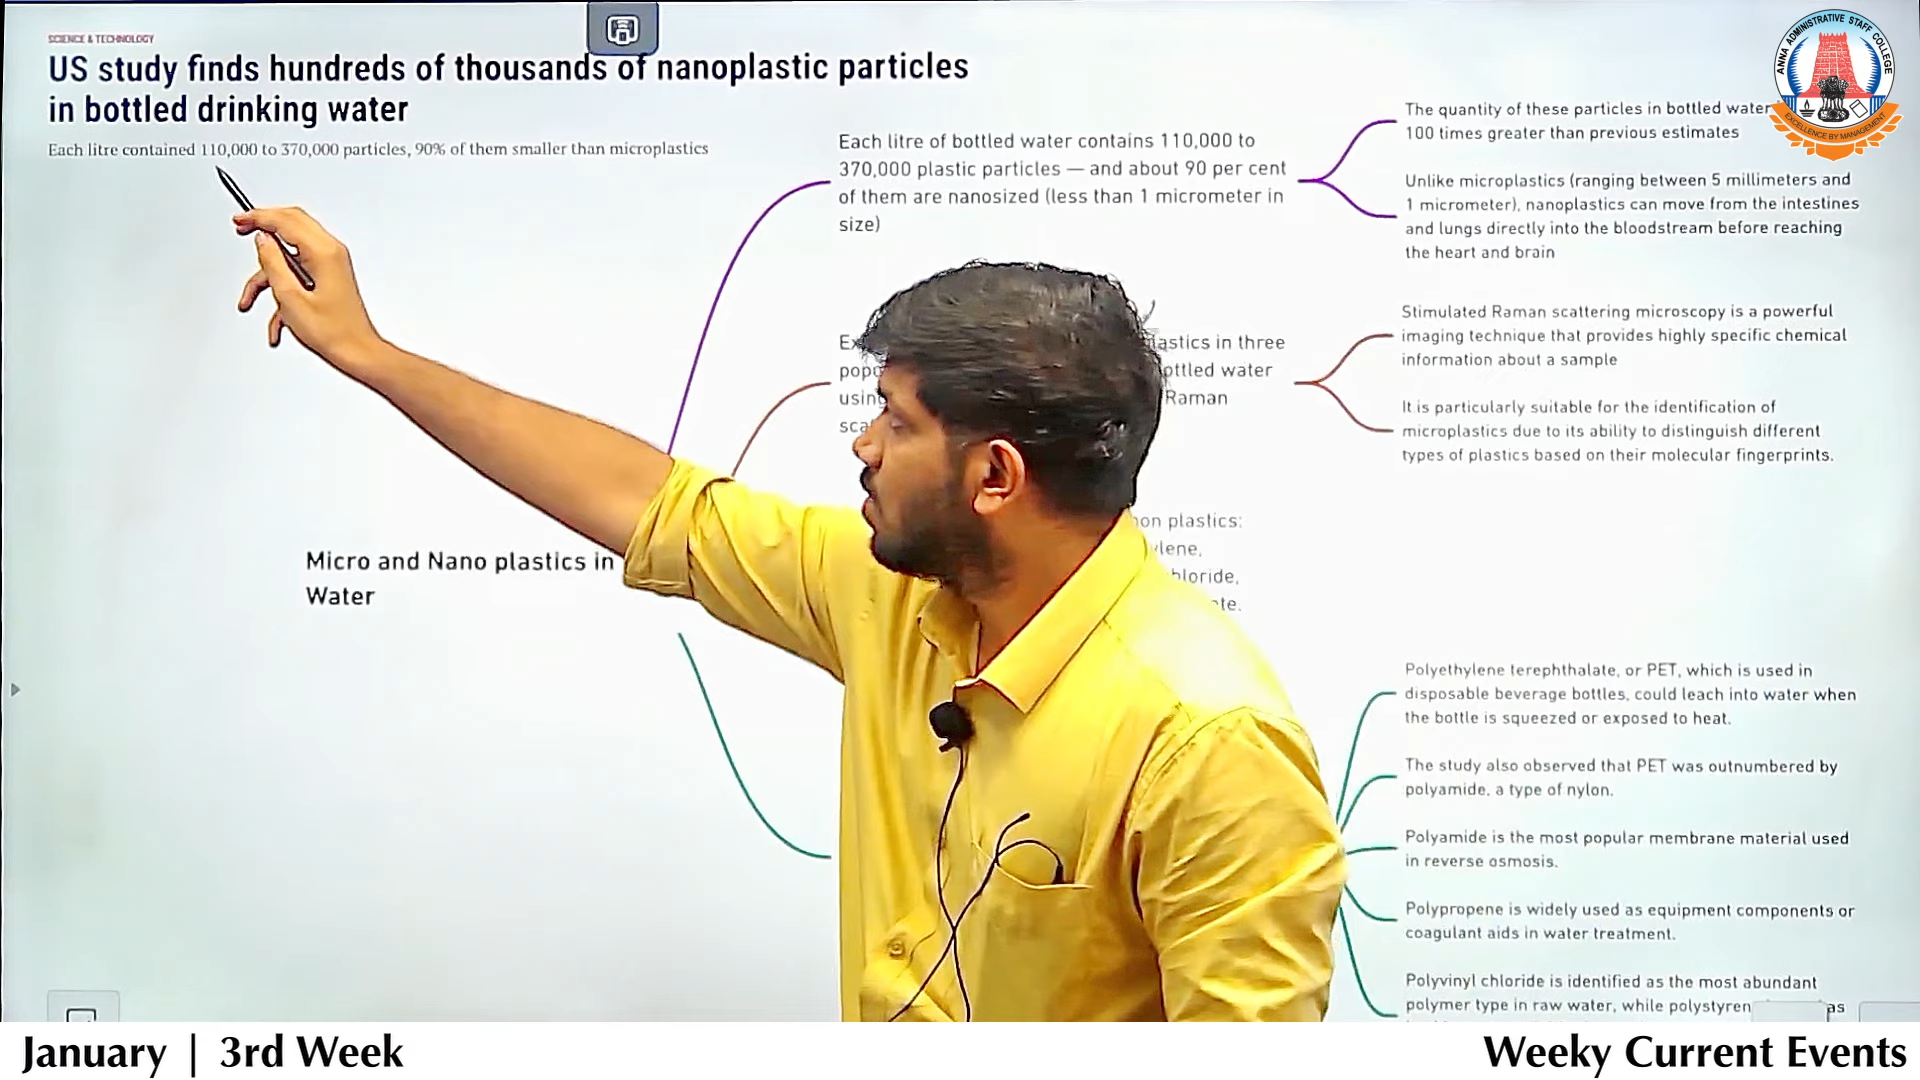 SCIENCE & TECHNOLOGY
US study finds hundreds of thousands of nanoplastic particles
in bottled drinking water
Each litre contained 110,000 to 370,000 particles, 90% of them smaller than microplastics
ANNA ADMINISTRATIVE STAFF COLLEGE
EXCELLENCE BY MANAGEMENT
Micro and Nano plastics in
Water
Each litre of bottled water contains 110,000 to
370,000 plastic particles — and about 90 per cent
of them are nanosized (less than 1 micrometer in
size)
The quantity of these particles in bottled water
100 times greater than previous estimates
Unlike microplastics (ranging between 5 millimeters and
1 micrometer), nanoplastics can move from the intestines
and lungs directly into the bloodstream before reaching
the heart and brain
in three
water
Raman
Stimulated Raman scattering microscopy is a powerful
imaging technique that provides highly specific chemical
information about a sample
It is particularly suitable for the identification of
microplastics due to its ability to distinguish different
types of plastics based on their molecular fingerprints.
plastics:
Polyethylene terephthalate, or PET, which is used in
disposable beverage bottles, could leach into water when
the bottle is squeezed or exposed to heat.
The study also observed that PET was outnumbered by
polyamide, a type of nylon.
Polyamide is the most popular membrane material used
in reverse osmosis.
Polypropene is widely used as equipment components or
coagulant aids in water treatment.
Polyvinyl chloride is identified as the most abundant
polymer type in raw water, while
January | 3rd Week
Weeky Current Events